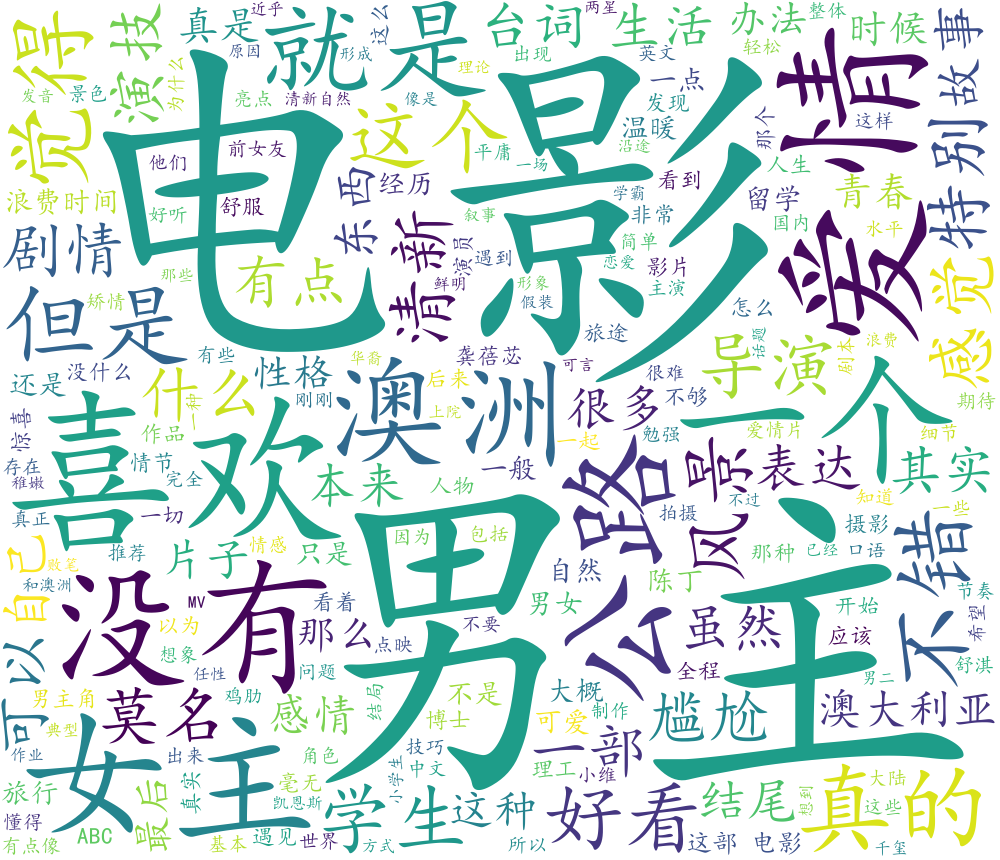 电影
男主
喜欢
爱情
就是
澳洲
没有
女主
公路
一个
但是
真的
觉得
演技
真是
近乎
原因
形成
这么
为什么
台词
生活
办法
时候
两星
整体
轻松
出现
英文
理论
发音
景色
亮点
清新自然
像是
一点
发现
温暖
那个
这样
故事
特别
这个
他们
前女友
平庸
一场
沿途
人生
浪费时间
好听
舒服
东西
经历
学霸
看到
非常
留学
青春
国内
水平
剧情
那些
有点
清新
叙事
演员
遇到
简单
恋爱
影片
矫情
鲜明
形象
假装
主演
怎么
感觉
有些
旅途
话题
剧本
浪费
还是
没什么
什么
性格
华裔
龚蓓苾
可言
导演
很难
期待
刚刚
后来
上院
很多
不够
惊喜
一种
作品
一起
勉强
爱情片
细节
存在
稚嫩
情节
完全
本来
人物
一般
风景
表达
其实
不过
知道
真正
一切
拍摄
摄影
一些
自己
败笔
推荐
片子
情感
只是
因为
包括
那种
已经
口语
不错
和澳洲
自然
陈丁
节奏
MV
看着
男女
开始
希望
以为
那么
点映
不要
虽然
应该
可以
想象
任性
问题
全程
舒淇
男二
男主角
莫名
鸡肋
感情
结局
博士
不是
大概
制作
尴尬
澳大利亚
典型
可爱
一部
作业
出来
角色
技巧
理工
小维
旅行
最后
真实
毫无
中文
小学生
结尾
大陆
想到
这些
懂得
凯恩斯
学生
这种
好看
有点像
ABC
基本
遇见
世界
方式
所以
这部
电影
千玺